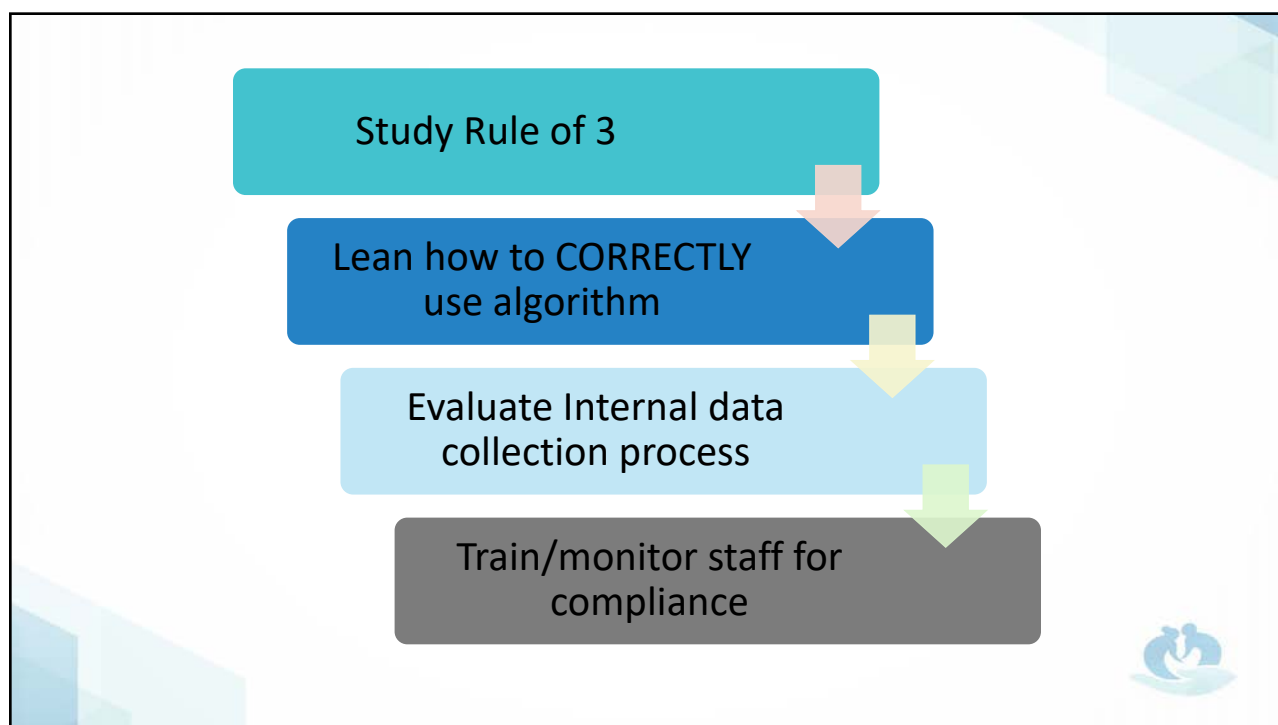 Study Rule of 3
Lean how to CORRECTLY
use algorithm
Evaluate Internal data
collection process
Train/monitor staff for
compliance